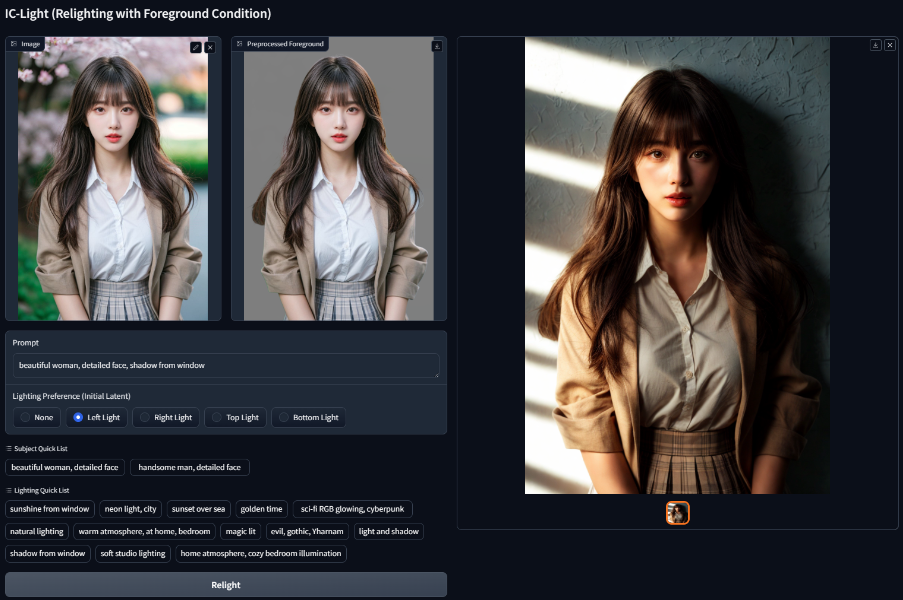 IC-Light (Relighting with Foreground Condition)
Image
Preprocessed Foreground
Prompt
beautiful woman, detailed face, shadow from window
Lighting Preference (Initial Latent)
None Left Light Right Light Top Light Bottom Light
Subject Quick List
beautiful woman, detailed face handsome man, detailed face
Lighting Quick List
sunshine from window neon light, city sunset over sea golden time sci-fi RGB glowing, cyberpunk
natural lighting warm atmosphere, at home, bedroom magic lit evil, gothic, Yharnam light and shadow
shadow from window soft studio lighting home atmosphere, cozy bedroom illumination
Relight